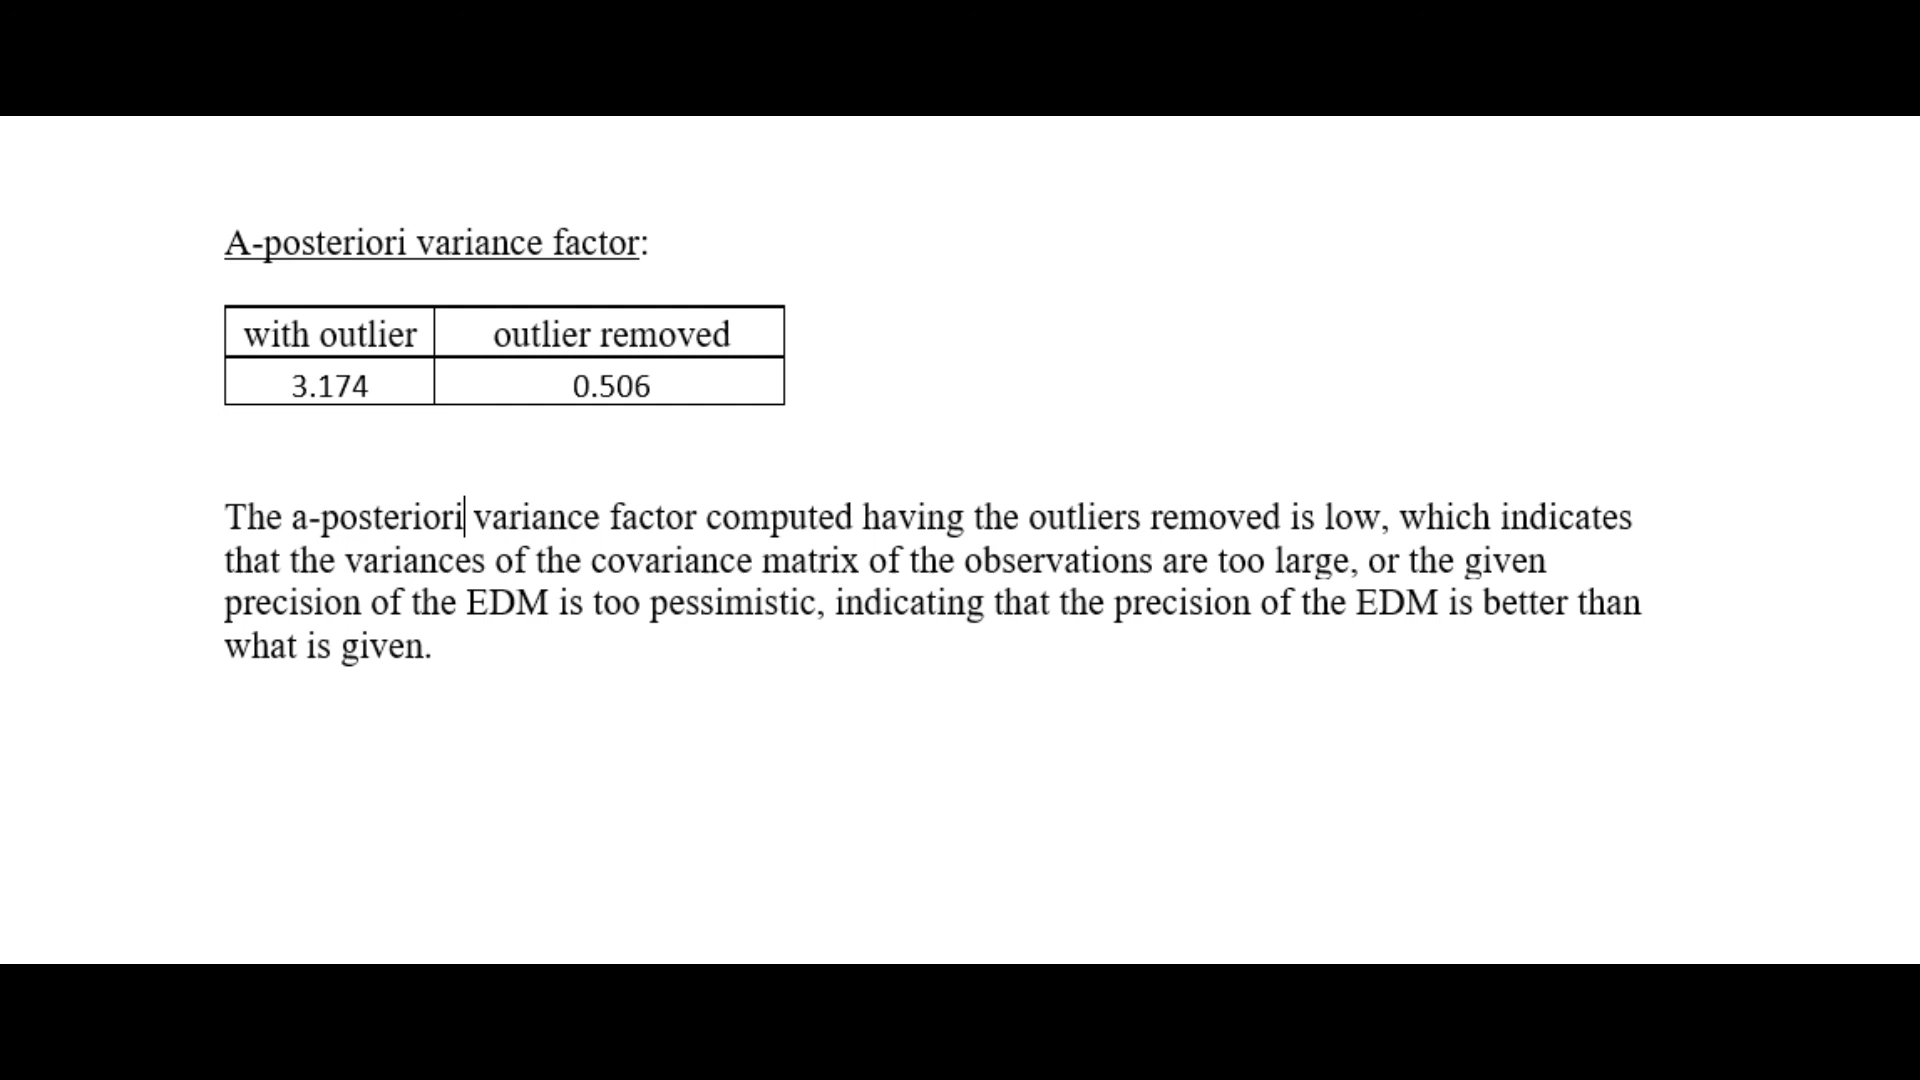 A-posteriori variance factor:
with outlier outlier removed
3.174 0.506
The a-posteriori variance factor computed having the outliers removed is low, which indicates
that the variances of the covariance matrix of the observations are too large, or the given
precision of the EDM is too pessimistic, indicating that the precision of the EDM is better than
what is given.